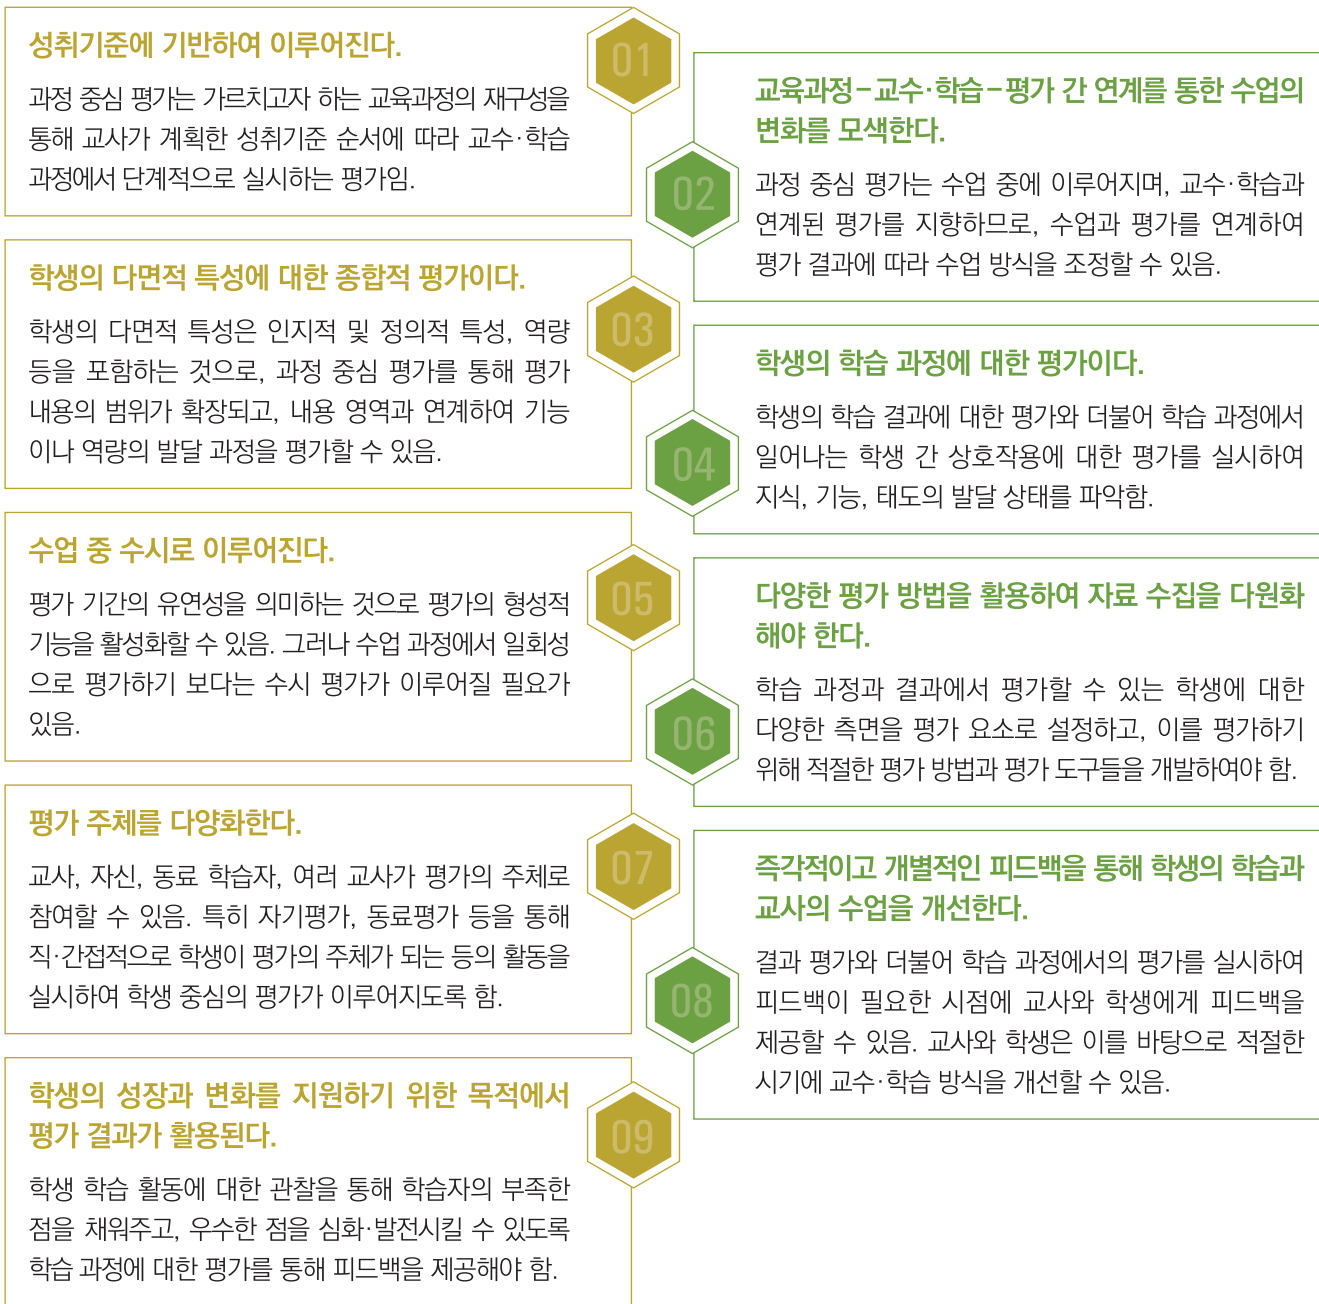 01
성취기준에 기반하여 이루어진다.
과정 중심 평가는 가르치고자 하는 교육과정의 재구성을
통해 교사가 계획한 성취기준 순서에 따라 교수·학습
과정에서 단계적으로 실시하는 평가임.
02
교육과정-교수·학습-평가 간 연계를 통한 수업의
변화를 모색한다.
과정 중심 평가는 수업 중에 이루어지며, 교수·학습과
연계된 평가를 지향하므로, 수업과 평가를 연계하여
평가 결과에 따라 수업 방식을 조정할 수 있음.
03
학생의 다면적 특성에 대한 종합적 평가이다.
학생의 다면적 특성은 인지적 및 정의적 특성, 역량
등을 포함하는 것으로, 과정 중심 평가를 통해 평가
내용의 범위가 확장되고, 내용 영역과 연계하여 기능
이나 역량의 발달 과정을 평가할 수 있음.
04
학생의 학습 과정에 대한 평가이다.
학생의 학습 결과에 대한 평가와 더불어 학습 과정에서
일어나는 학생 간 상호작용에 대한 평가를 실시하여
지식, 기능, 태도의 발달 상태를 파악함.
05
수업 중 수시로 이루어진다.
평가 기간의 유연성을 의미하는 것으로 평가의 형성적
기능을 활성화할 수 있음. 그러나 수업 과정에서 일회성
으로 평가하기 보다는 수시 평가가 이루어질 필요가
있음.
06
다양한 평가 방법을 활용하여 자료 수집을 다원화
해야 한다.
학습 과정과 결과에서 평가할 수 있는 학생에 대한
다양한 측면을 평가 요소로 설정하고, 이를 평가하기
위해 적절한 평가 방법과 평가 도구들을 개발하여야 함.
07
평가 주체를 다양화한다.
교사, 자신, 동료 학습자, 여러 교사가 평가의 주체로
참여할 수 있음. 특히 자기평가, 동료평가 등을 통해
직·간접적으로 학생이 평가의 주체가 되는 등의 활동을
실시하여 학생 중심의 평가가 이루어지도록 함.
08
즉각적이고 개별적인 피드백을 통해 학생의 학습과
교사의 수업을 개선한다.
결과 평가와 더불어 학습 과정에서의 평가를 실시하여
피드백이 필요한 시점에 교사와 학생에게 피드백을
제공할 수 있음. 교사와 학생은 이를 바탕으로 적절한
시기에 교수·학습 방식을 개선할 수 있음.
09
학생의 성장과 변화를 지원하기 위한 목적에서
평가 결과가 활용된다.
학생 학습 활동에 대한 관찰을 통해 학습자의 부족한
점을 채워주고, 우수한 점을 심화·발전시킬 수 있도록
학습 과정에 대한 평가를 통해 피드백을 제공해야 함.